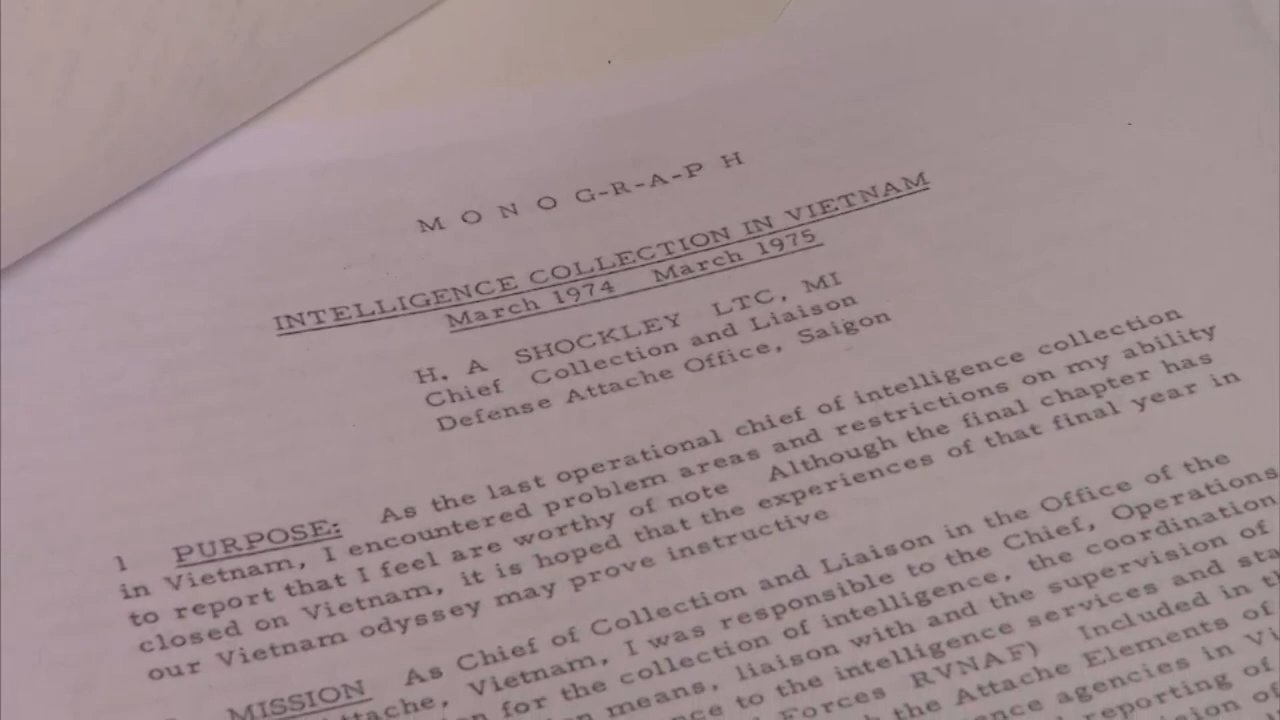 M O N O G-R-A-P H
INTELLIGENCE COLLECTION IN VIETNAM
March 1974 March 1975
H. A SHOCKLEY LTC, MI
Chief Collection and Liaison
Defense Attache Office, Saigon
1 PURPOSE: As the last operational chief of intelligence collection
in Vietnam, I encountered problem areas and restrictions on my ability
to report that I feel are worthy of note Although the final chapter has
closed on Vietnam, it is hoped that the experiences of that final year in
our Vietnam odyssey may prove instructive
MISSION As Chief of Collection and Liaison in the Office of the
Vietnam, I was responsible to the Chief, Operations
for the collection of intelligence, the coordination
means, liaison with and the supervision of
to the intelligence services and
Forces RVNAF) Included in
the Attache Elements of
agencies in
reporting of